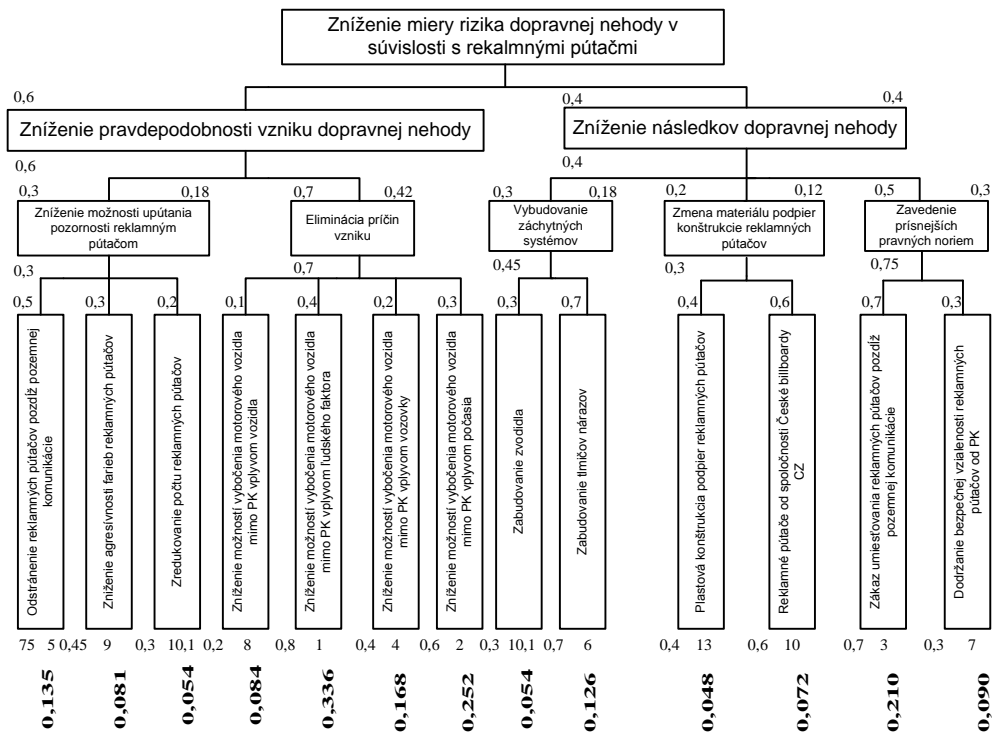 Zníženie miery rizika dopravnej nehody v
súvislosti s rekalmnými pútačmi
0,6
0,4
0,4
Zníženie pravdepodobnosti vzniku dopravnej nehody
Zníženie následkov dopravnej nehody
0,6
0,4
0,3
0,18
0,7
0,42
0,3
0,18
0,2
0,12
0,5
0,3
Zníženie možnosti upútania
pozornosti reklamným
pútačom
Eliminácia príčin
vzniku
Vybudovanie
záchytných
systémov
Zmena materiálu podpier
konštrukcie reklamných
pútačov
Zavedenie
prísnejších
pravných noriem
0,3
0,7
0,45
0,3
0,75
0,5
0,3
0,2
0,1
0,4
0,2
0,3
0,3
0,7
0,4
0,6
0,7
0,3
Odstránenie reklamných pútačov pozdĺž pozemnej
komunikácie
Zniženie agresívnosti farieb reklamných pútačov
Zredukovanie počtu reklamných pútačov
Zníženie možností vybočenia motorového vozidla
mimo PK vplyvom vozidla
Zníženie možností vybočenia motorového vozidla
mimo PK vplyvom ľudského faktora
Zníženie možností vybočenia motorového vozidla
mimo PK vplyvom vozovky
Zníženie možností vybočenia motorového vozidla
mimo PK vplyvom počasia
Zabudovanie zvodidla
Zabudovanie tlmičov nárazov
Plastová konštrukcia podpier reklamných pútačov
Reklamné pútače od spoločnosti České billboardy
CZ
Zákaz umiesťovania reklamných pútačov pozdĺž
pozemnej komunikácie
Dodržanie bezpečnej vzialenosti reklamných
pútačov od PK
75 5 0,45 9 0,3 10,1 0,2 8 0,8 1 0,4 4 0,6 2 0,3 10,1 0,7 6 0,4 13 0,6 10 0,7 3 0,3 7
0,135
0,081
0,054
0,084
0,336
0,168
0,252
0,054
0,126
0,048
0,072
0,210
0,090